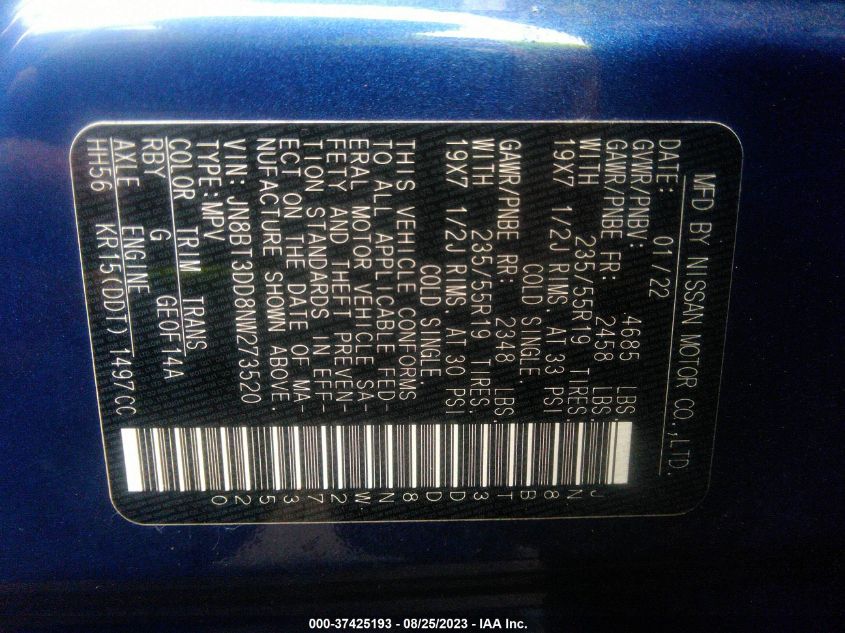 MFD BY NISSAN MOTOR CO.,LTD.
DATE: 01/22
GVWR/PNBV: 4685 LBS
GAWR/PNBE FR: 2458 LBS.
WITH 235/55R19 TIRES.
19X7 1/2J RIMS. AT 33 PSI
COLD SINGLE.
GAWR/PNBE RR: 2348 LBS.
WITH 235/55R19 TIRES.
19X7 1/2J RIMS. AT 30 PSI
COLD SINGLE.
THIS VEHICLE CONFORMS
TO ALL APPLICABLE FED-
ERAL MOTOR VEHICLE SA-
FETY AND THEFT PREVEN-
TION STANDARDS IN EFF-
ECT ON THE DATE OF MA-
NUFACTURE SHOWN ABOVE.
VIN: JN8BT3DD8NW273520
TYPE: MPV
COLOR TRIM TRANS
RBY G GE0F14A
AXLE ENGINE
HH56 KR15(DDT) 1497CC
JN8BT3DD8NW273520
000-37425193 - 08/25/2023 - IAA Inc.